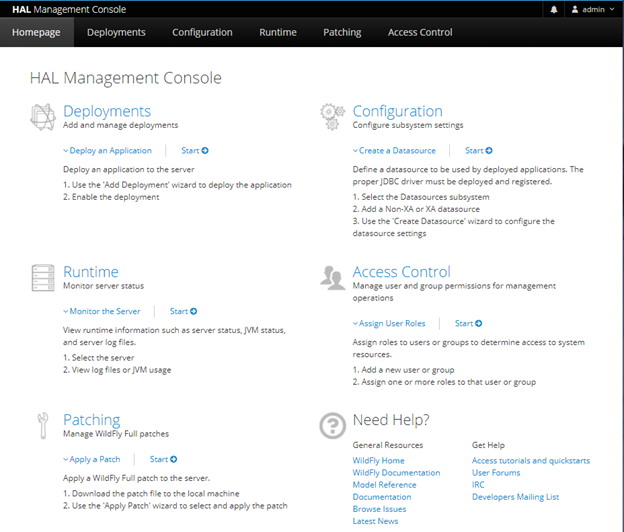 HAL Management Console
admin
Homepage Deployments Configuration Runtime Patching Access Control
HAL Management Console
Deployments
Add and manage deployments
Deploy an Application Start
Deploy an application to the server
1. Use the 'Add Deployment' wizard to deploy the application
2. Enable the deployment
Configuration
Configure subsystem settings
Create a Datasource Start
Define a datasource to be used by deployed applications. The
proper JDBC driver must be deployed and registered.
1. Select the Datasources subsystem
2. Add a Non-XA or XA datasource
3. Use the 'Create Datasource' wizard to configure the
datasource settings
Runtime
Monitor server status
Monitor the Server Start
View runtime information such as server status, JVM status,
and server log files.
1. Select the server
2. View log files or JVM usage
Access Control
Manage user and group permissions for management
operations
Assign User Roles Start
Assign roles to users or groups to determine access to system
resources.
1. Add a new user or group
2. Assign one or more roles to that user or group
Patching
Manage WildFly Full patches
Apply a Patch Start
Apply a WildFly Full patch to the server.
1. Download the patch file to the local machine
2. Use the 'Apply Patch' wizard to select and apply the patch
Need Help?
General Resources
WildFly Home
WildFly Documentation
Model Reference
Documentation
Browse Issues
Latest News
Get Help
Access tutorials and quickstarts
User Forums
IRC
Developers Mailing List